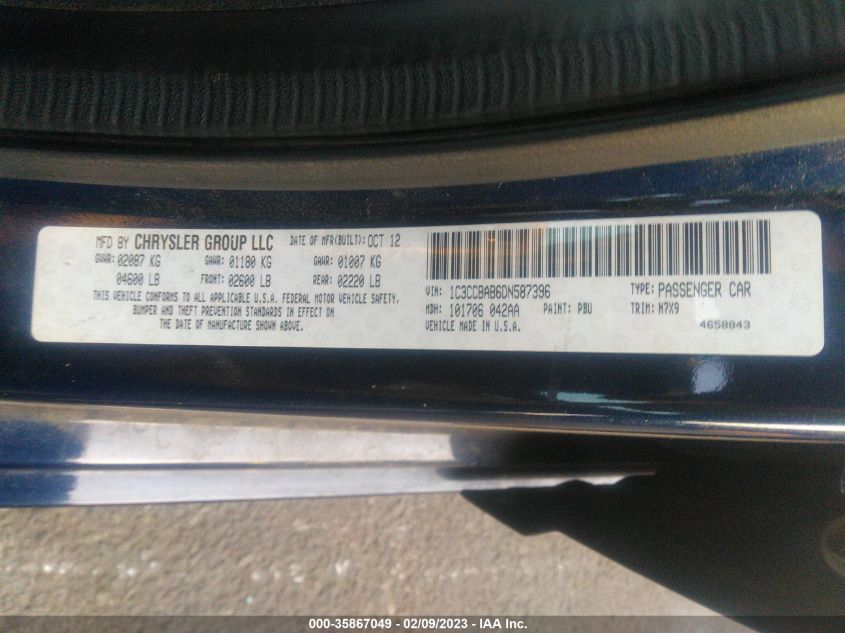 MFD BY CHRYSLER GROUP LLC DATE OF MFR(BUILT): OCT 12
GVWR: 02087 KG GAWR: 01180 KG GAWR: 01007 KG
04600 LB FRONT: 02600 LB REAR: 02220 LB
THIS VEHICLE CONFORMS TO ALL APPLICABLE U.S.A. FEDERAL MOTOR VEHICLE SAFETY,
BUMPER AND THEFT PREVENTION STANDARDS IN EFFECT ON
THE DATE OF MANUFACTURE SHOWN ABOVE.
VIN: 1C3CCBAB6DN587396 TYPE: PASSENGER CAR
MDH: 101706 042AA PAINT: PBU TRIM: N7X9
VEHICLE MADE IN U.S.A. 4658843
000-35867049 - 02/09/2023 - IAA Inc.